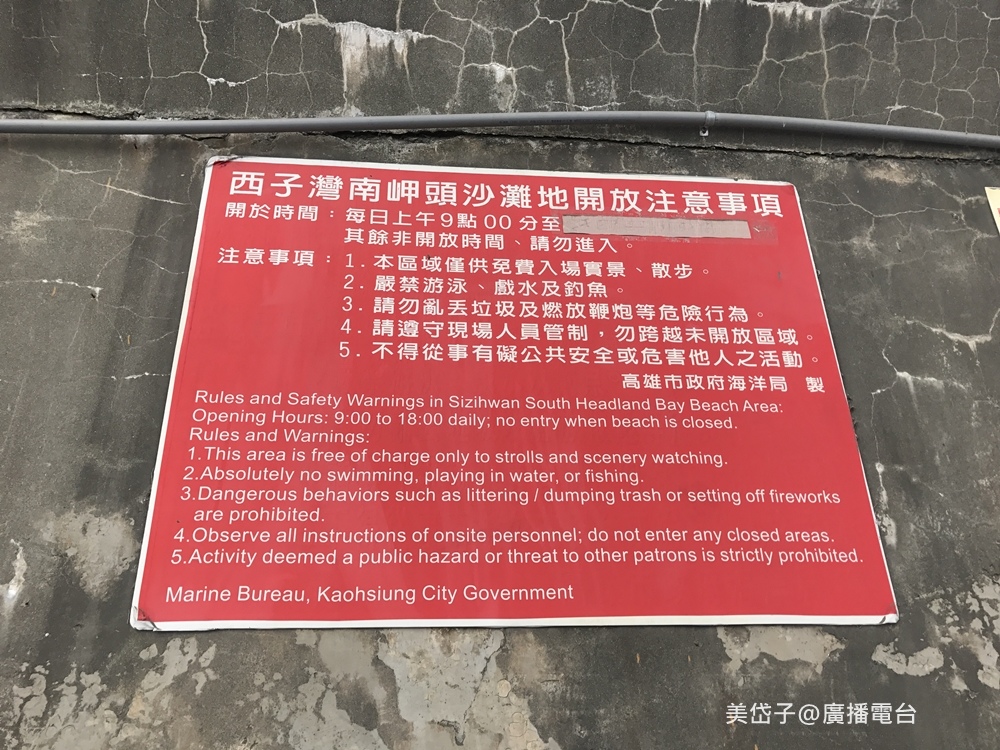 西子灣南岬頭沙灘地開放注意事項
開於時間：每日上午9點00分至
其餘非開放時間、請勿進入。
注意事項：1. 本區域僅供免費入場賞景、散步。
2. 嚴禁游泳、戲水及釣魚。
3. 請勿亂丟垃圾及燃放鞭炮等危險行為。
4. 請遵守現場人員管制，勿跨越未開放區域。
5. 不得從事有礙公共安全或危害他人之活動。
高雄市政府海洋局 製
Rules and Safety Warnings in Sizihwan South Headland Bay Beach Area:
Opening Hours: 9:00 to 18:00 daily; no entry when beach is closed.
Rules and Warnings:
1.This area is free of charge only to strolls and scenery watching.
2.Absolutely no swimming, playing in water, or fishing.
3.Dangerous behaviors such as littering / dumping trash or setting off fireworks
are prohibited.
4.Observe all instructions of onsite personnel; do not enter any closed areas.
5.Activity deemed a public hazard or threat to other patrons is strictly prohibited.
Marine Bureau, Kaohsiung City Government
美岱子@廣播電台